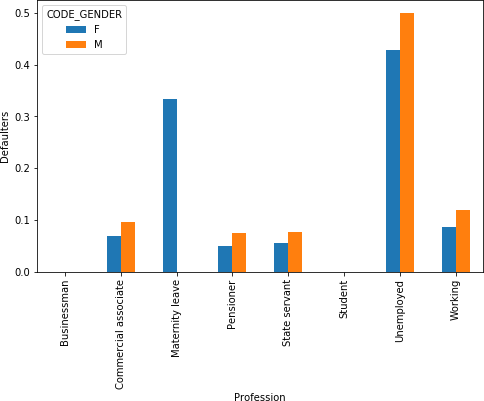 CODE_GENDER
F
M
0.5
0.4
0.3
0.2
0.1
0.0
Defaulters
Businessman
Commercial associate
Maternity leave
Pensioner
State servant
Student
Unemployed
Working
Profession